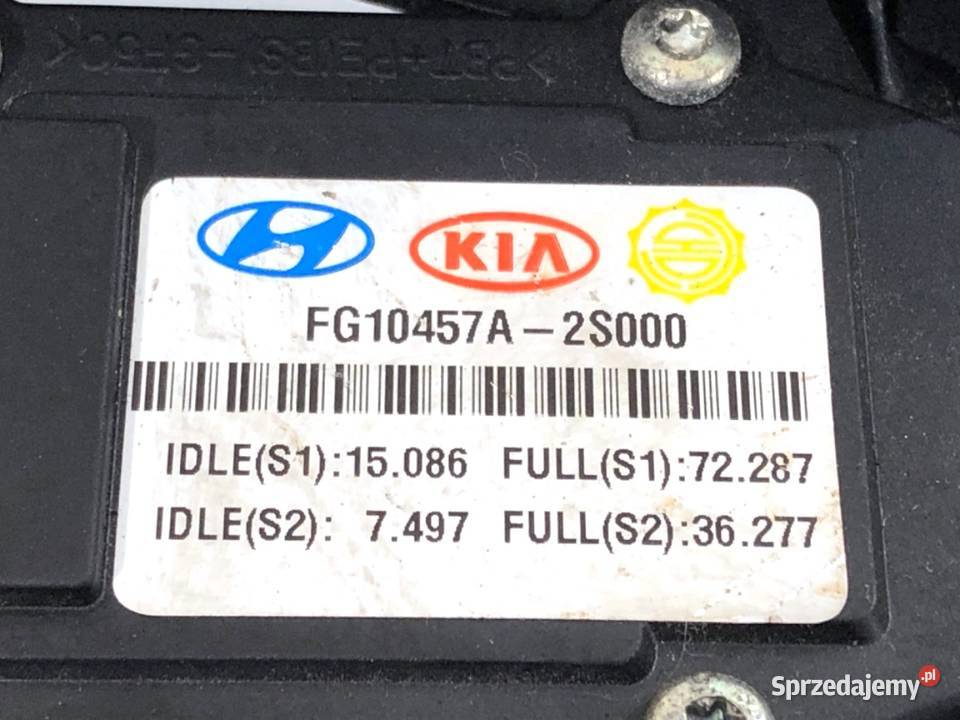 KIA
FG10457A-2S000
IDLE(S1):15.086 FULL(S1):72.287
IDLE(S2): 7.497 FULL(S2):36.277
Sprzedajemy.pl